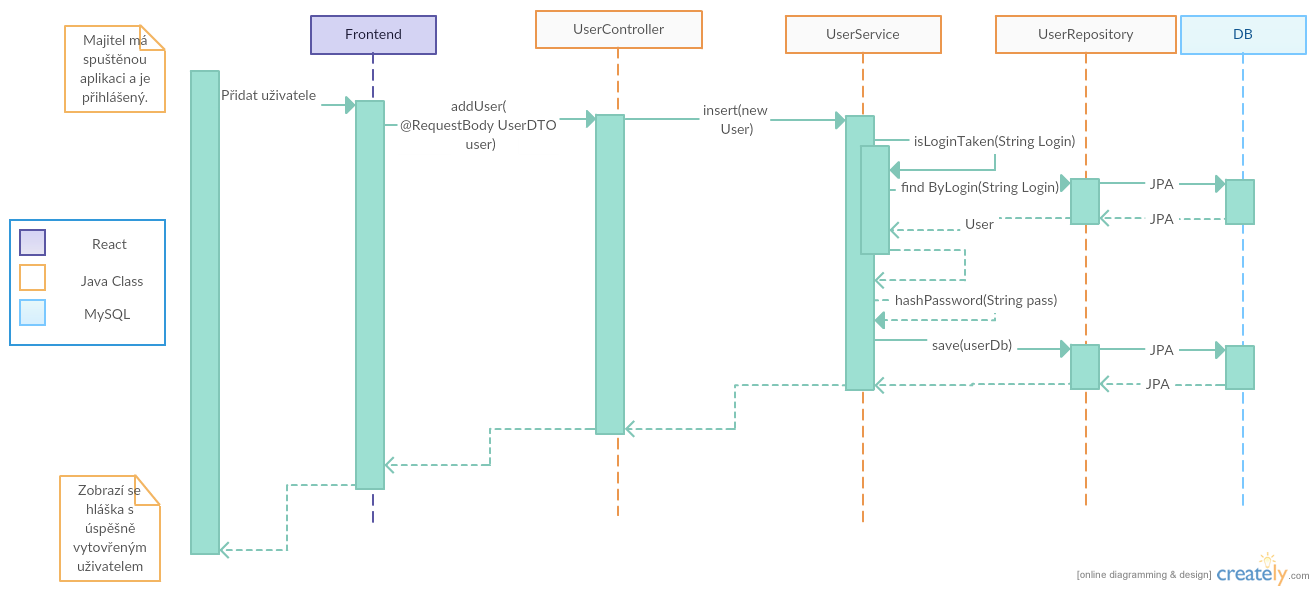 Majitel má
spuštěnou
aplikaci a je
přihlášený.
Frontend
UserController
UserService
UserRepository
DB
Přidat uživatele
addUser(
@RequestBody UserDTO
user)
insert(new
User)
isLoginTaken(String Login)
find ByLogin(String Login)
JPA
JPA
User
hashPassword(String pass)
save(userDb)
JPA
JPA
React
Java Class
MySQL
Zobrazí se
hláška s
úspěšně
vytovřeným
uživatelem
[online diagramming & design] creately.com